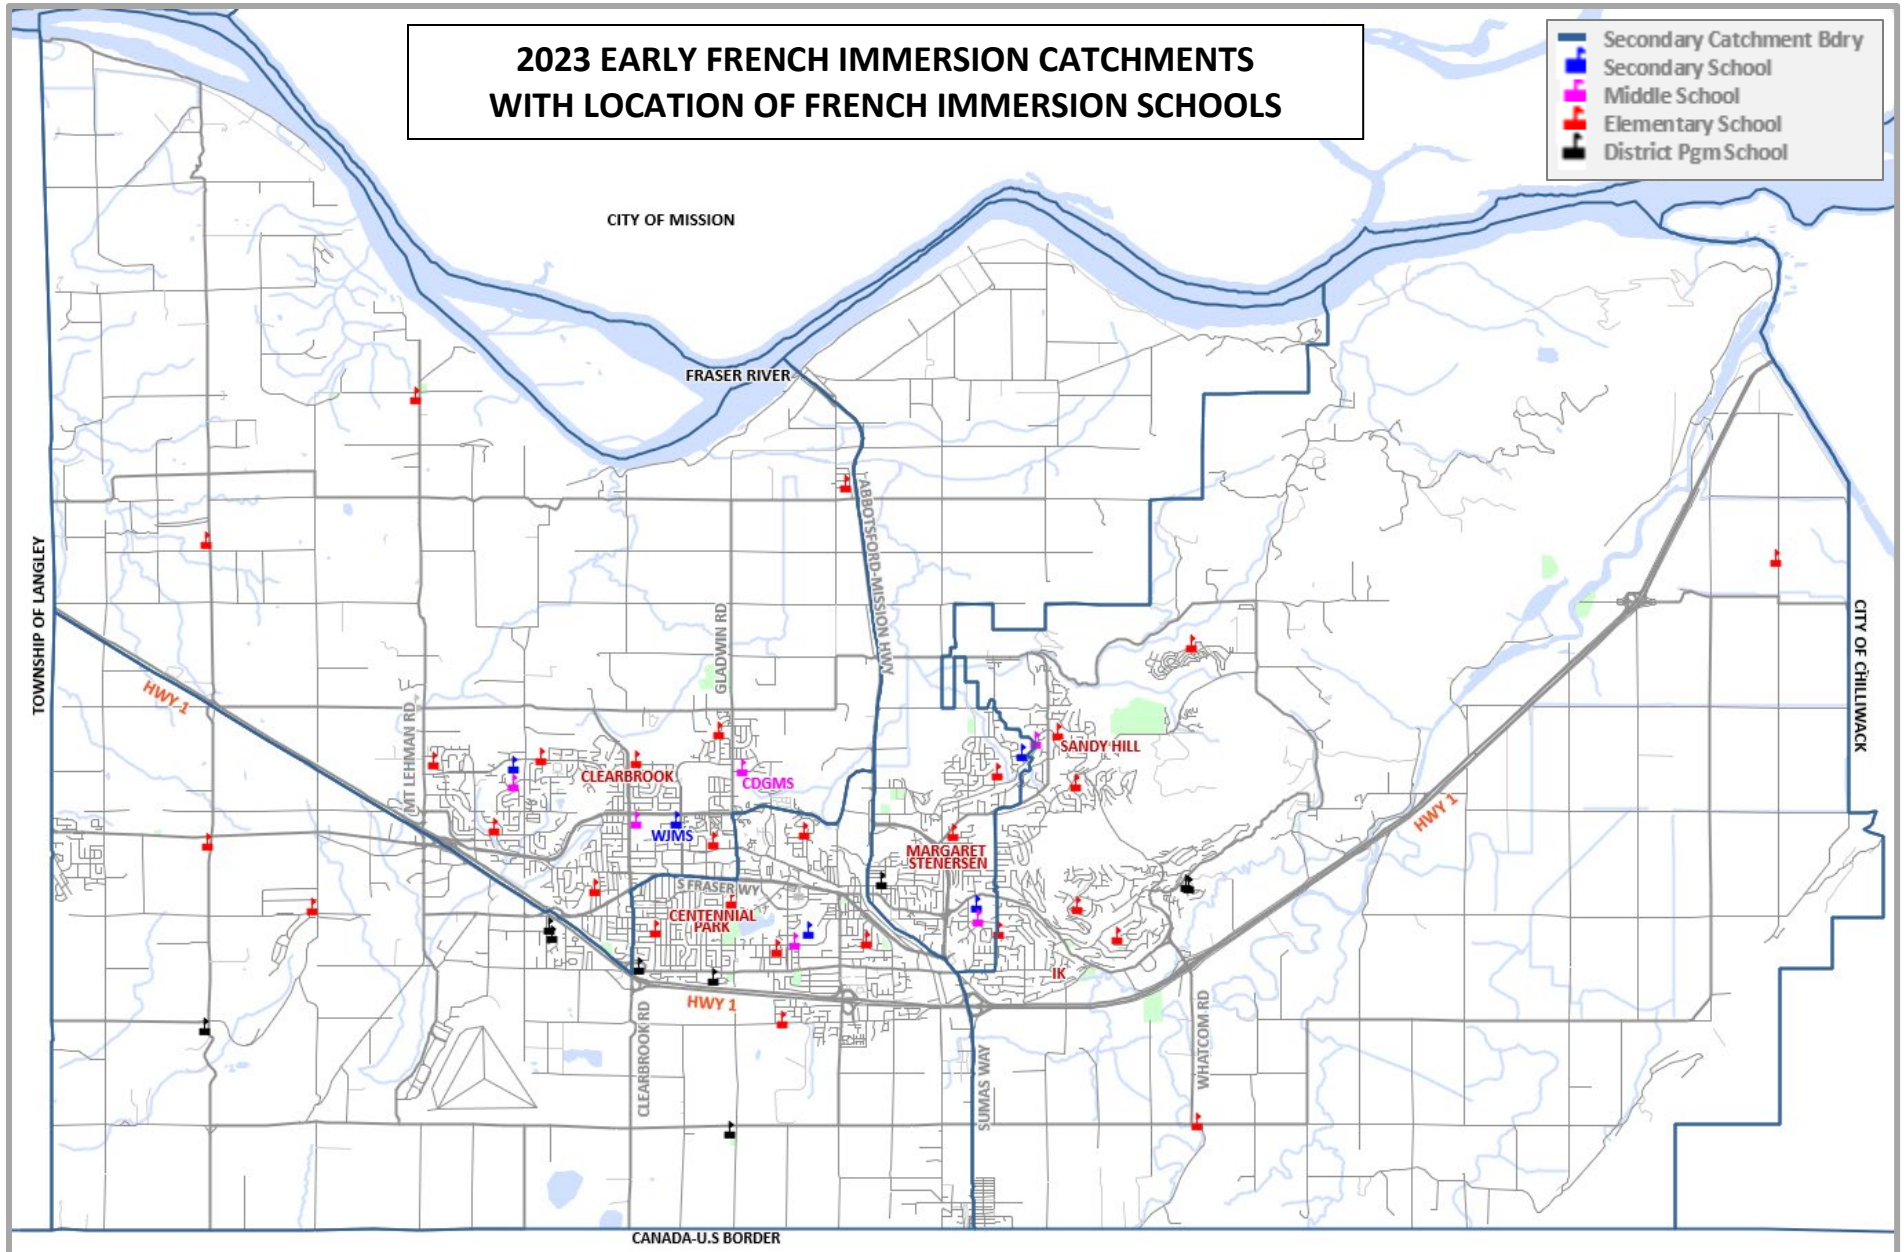 2023 EARLY FRENCH IMMERSION CATCHMENTS
WITH LOCATION OF FRENCH IMMERSION SCHOOLS
Secondary Catchment Bdry
Secondary School
Middle School
Elementary School
District Pgm School
CITY OF MISSION
FRASER RIVER
ABBOTSFORD-MISSION HWY
TOWNSHIP OF LANGLEY
CITY OF CHILLIWACK
HWY 1
MT LEHMAN RD
GLADWIN RD
CLEARBROOK
CDGMS
SANDY HILL
WJMS
HWY 1
MARGARET
STENERSEN
S FRASER WY
CENTENNIAL
PARK
IK
HWY 1
CLEARBROOK RD
SUMAS WAY
WHATCOM RD
CANADA-U.S BORDER